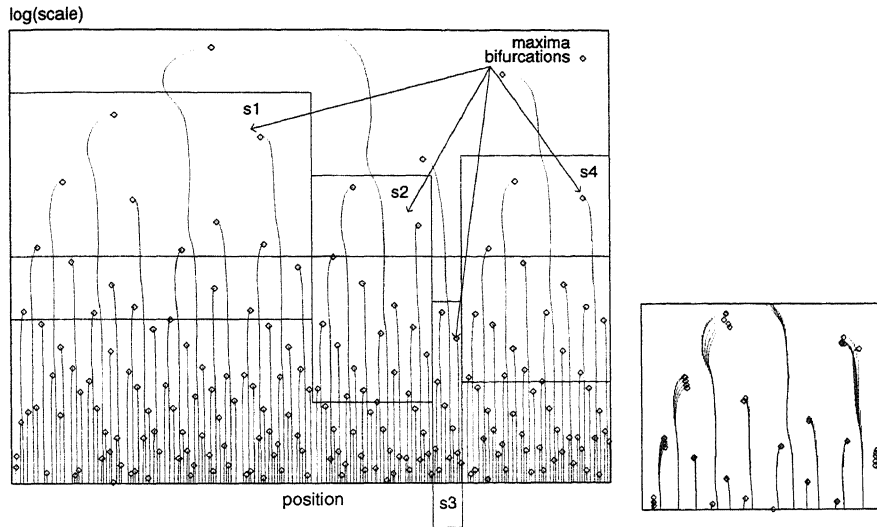 log(scale)
maxima
bifurcations
s1
s2
s4
position
s3